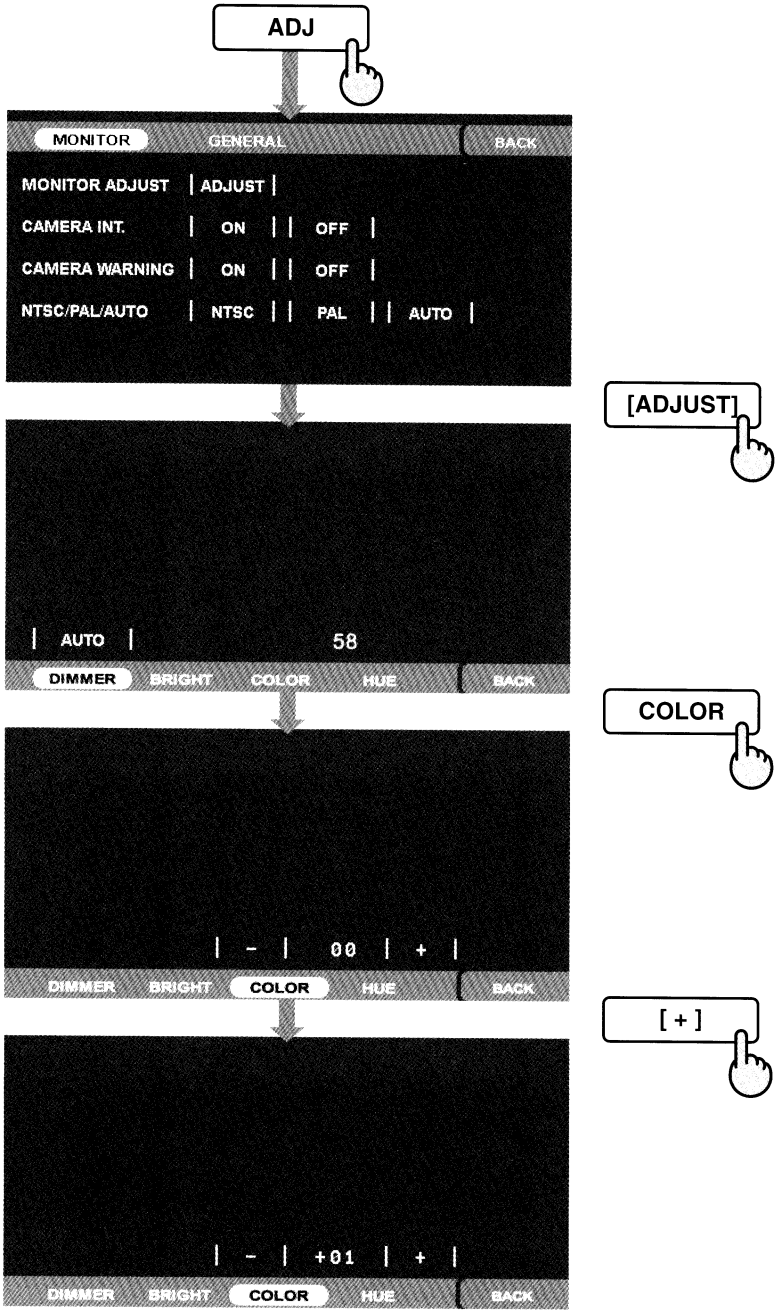 ADJ
MONITOR GENERAL BACK
MONITOR ADJUST | ADJUST |
CAMERA INT. | ON | | OFF |
CAMERA WARNING | ON | | OFF |
NTSC/PAL/AUTO | NTSC | | PAL | | AUTO |
[ADJUST]
| AUTO | 58
DIMMER BRIGHT COLOR HUE BACK
COLOR
| - | 00 | + |
DIMMER BRIGHT COLOR HUE BACK
[ + ]
| - | +01 | + |
DIMMER BRIGHT COLOR HUE BACK